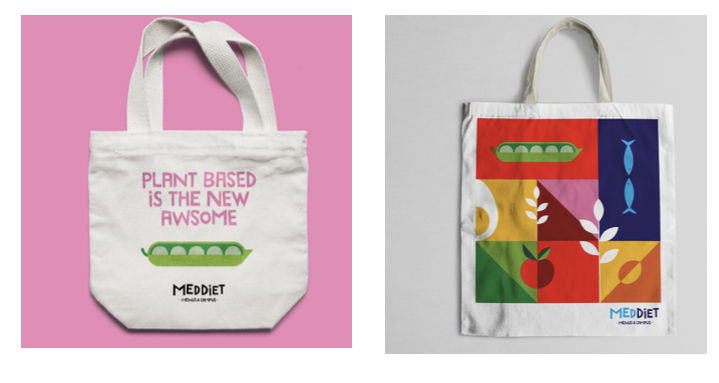 PLANT BASED
iS THE NEW
AWSOME
MEDDiET
MEDDiET